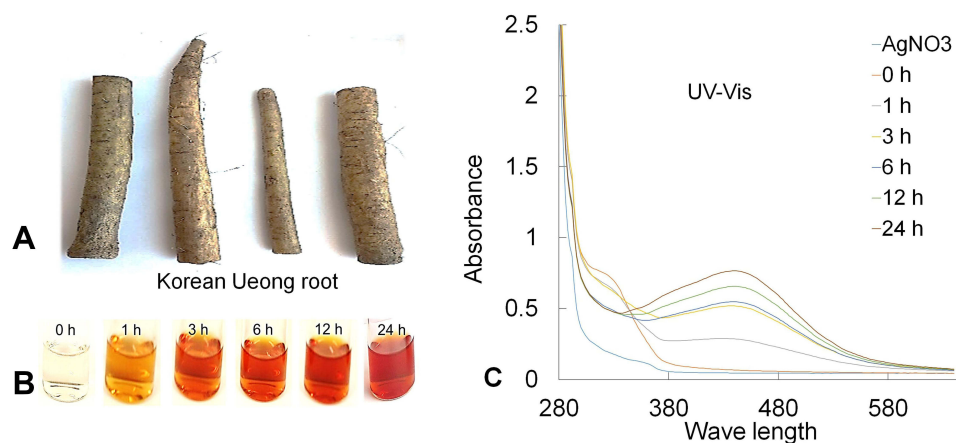 A
Korean Ueong root
B
0 h 1 h 3 h 6 h 12 h 24 h
C
UV-Vis
Absorbance
2.5
2
1.5
1
0.5
0
280 380 480 580
Wave length
AgNO3
0 h
1 h
3 h
6 h
12 h
24 h